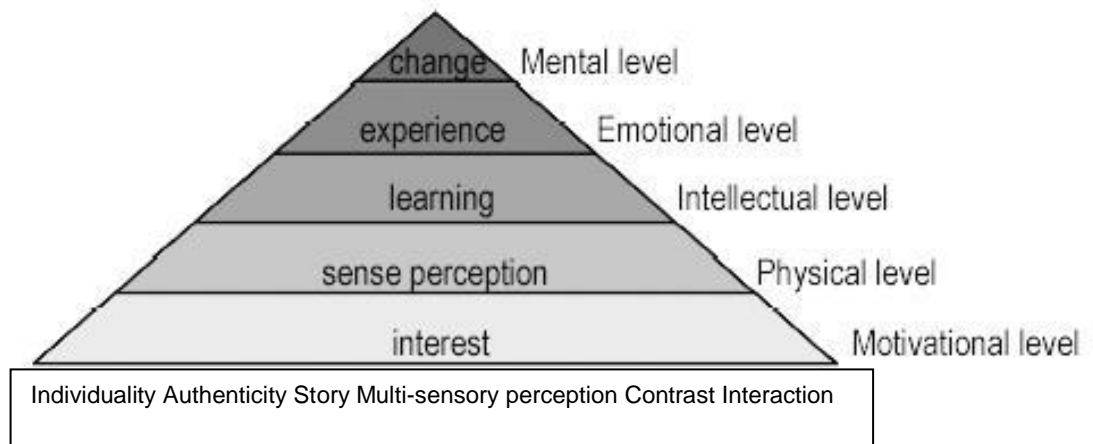 change Mental level
experience Emotional level
learning Intellectual level
sense perception Physical level
interest Motivational level
Individuality Authenticity Story Multi-sensory perception Contrast Interaction